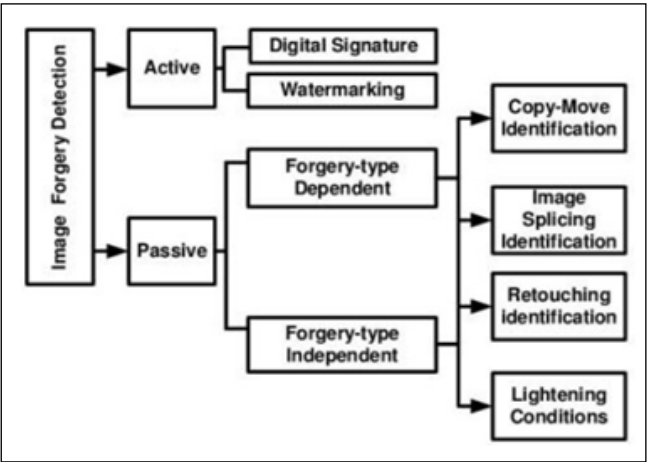 Image Forgery Detection
Active
Digital Signature
Watermarking
Passive
Forgery-type
Dependent
Forgery-type
Independent
Copy-Move
Identification
Image
Splicing
Identification
Retouching
identification
Lightening
Conditions